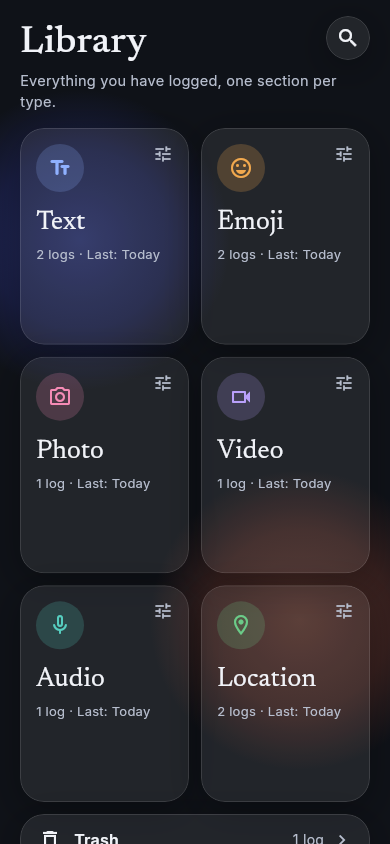 Library
Everything you have logged, one section per
type.
Text
2 logs · Last: Today
Emoji
2 logs · Last: Today
Photo
1 log · Last: Today
Video
1 log · Last: Today
Audio
1 log · Last: Today
Location
2 logs · Last: Today
Trash 1 log